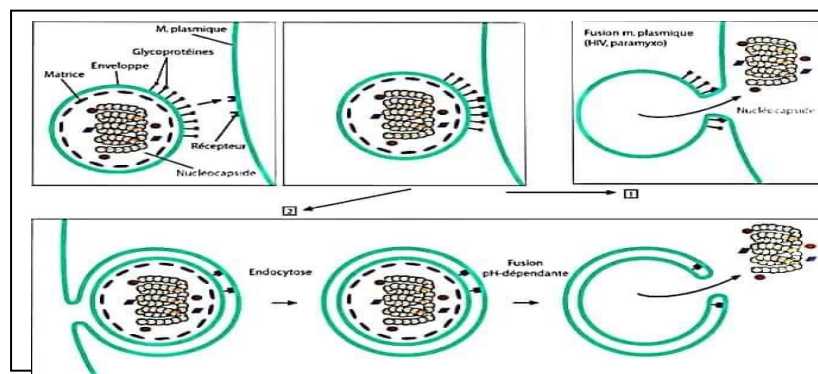 M. plasmique
Glycoprotéines
Enveloppe
Matrice
Récepteur
Nucléocapside
Fusion m. plasmique
(HIV, paramyxo)
Nucléocapside
1
2
Endocytose
Fusion
pH-dépendante